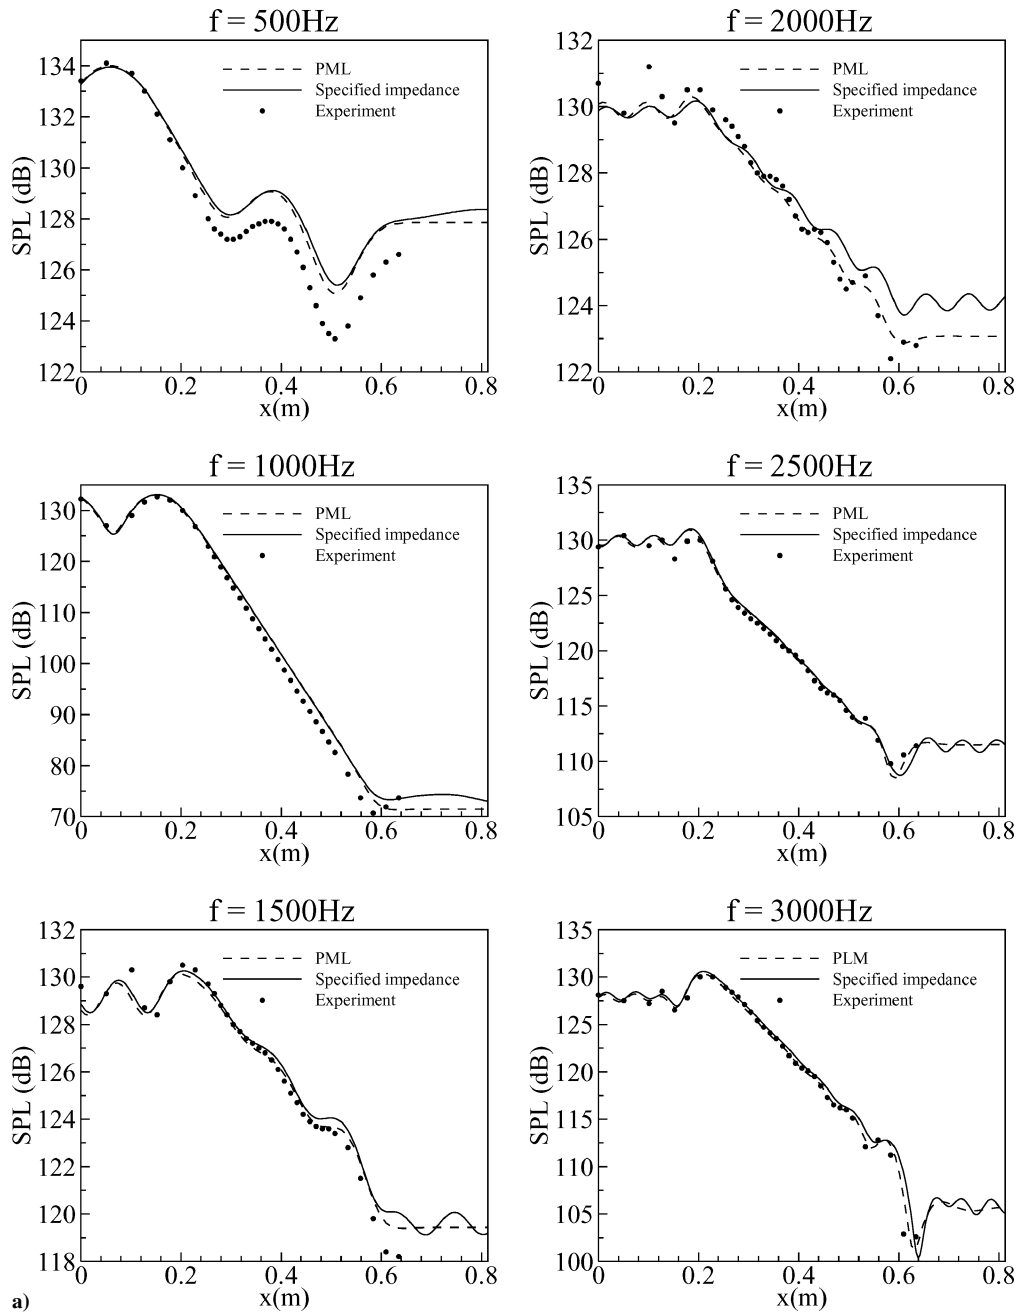 f = 500Hz
134
132
130
128
126
124
122
SPL (dB)
PML
Specified impedance
Experiment
0
0.2
0.4
0.6
0.8
x(m)
f = 2000Hz
132
130
128
126
124
122
SPL (dB)
PML
Specified impedance
Experiment
0
0.2
0.4
0.6
0.8
x(m)
f = 1000Hz
130
120
110
100
90
80
70
SPL (dB)
PML
Specified impedance
Experiment
0
0.2
0.4
0.6
0.8
x(m)
f = 2500Hz
135
130
125
120
115
110
105
SPL (dB)
PML
Specified impedance
Experiment
0
0.2
0.4
0.6
0.8
x(m)
f = 1500Hz
132
130
128
126
124
122
120
118
SPL (dB)
PML
Specified impedance
Experiment
0
0.2
0.4
0.6
0.8
x(m)
f = 3000Hz
135
130
125
120
115
110
105
100
SPL (dB)
PLM
Specified impedance
Experiment
0
0.2
0.4
0.6
0.8
x(m)
a)